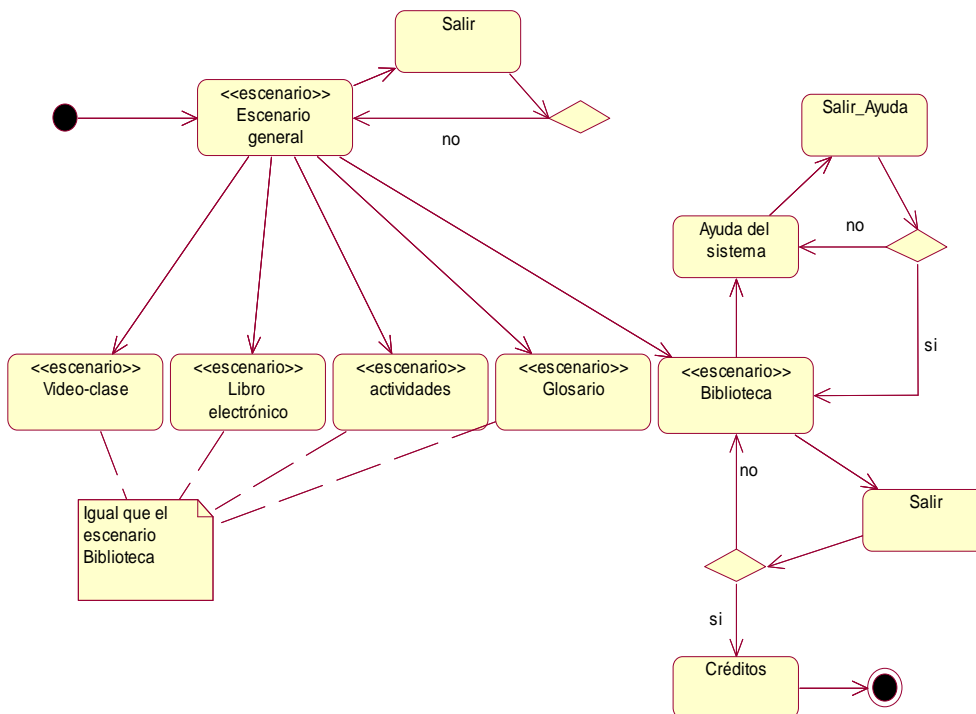 Salir
<<escenario>>
Escenario
general
no
Salir_Ayuda
Ayuda del
sistema
no
si
<<escenario>>
Video-clase
<<escenario>>
Libro
electrónico
<<escenario>>
actividades
<<escenario>>
Glosario
<<escenario>>
Biblioteca
no
Igual que el
escenario
Biblioteca
Salir
si
Créditos